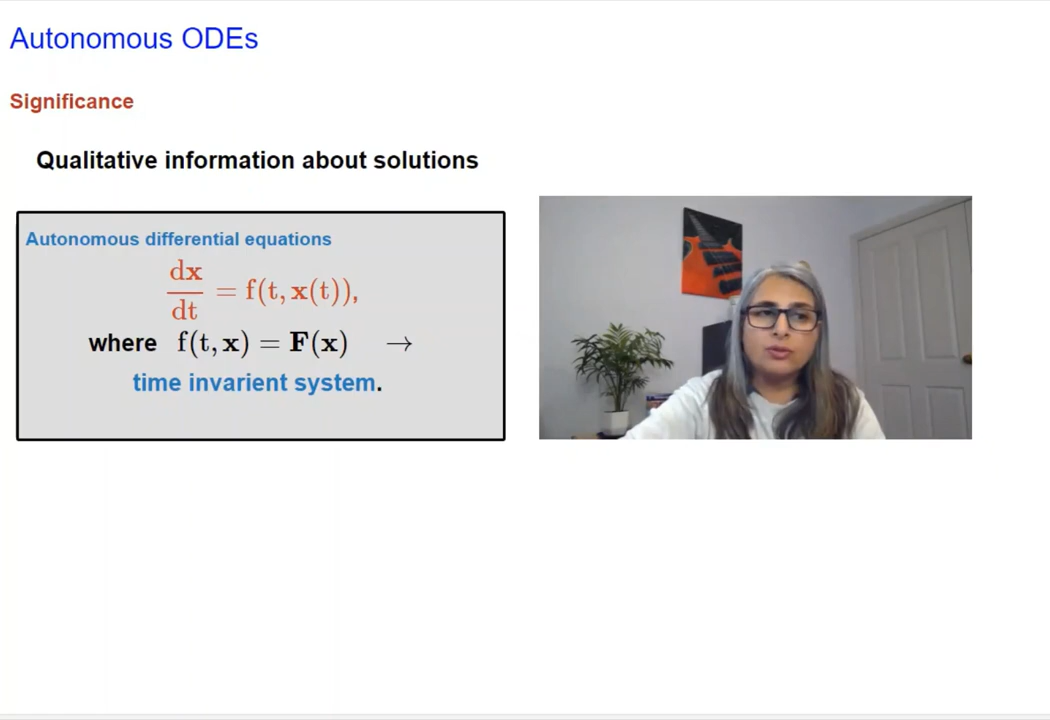 Autonomous ODEs
Significance
Qualitative information about solutions
Autonomous differential equations
dx/dt = f(t, x(t)),
where f(t, x) = F(x) →
time invarient system.